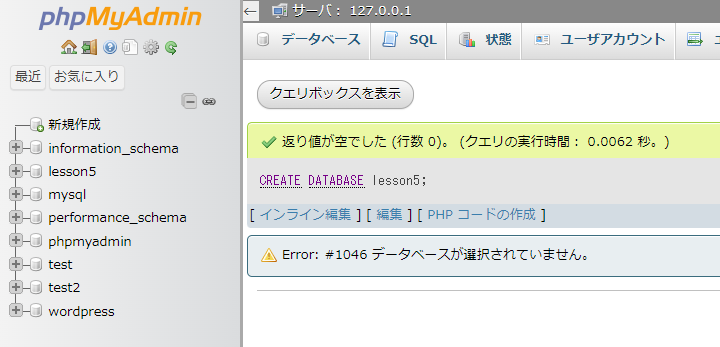 phpMyAdmin
最近 お気に入り
新規作成
information_schema
lesson5
mysql
performance_schema
phpmyadmin
test
test2
wordpress
サーバ： 127.0.0.1
データベース SQL 状態 ユーザアカウント
クエリボックスを表示
返り値が空でした (行数 0)。 (クエリの実行時間： 0.0062 秒。)
CREATE DATABASE lesson5;
[ インライン編集 ] [ 編集 ] [ PHP コードの作成 ]
Error: #1046 データベースが選択されていません。